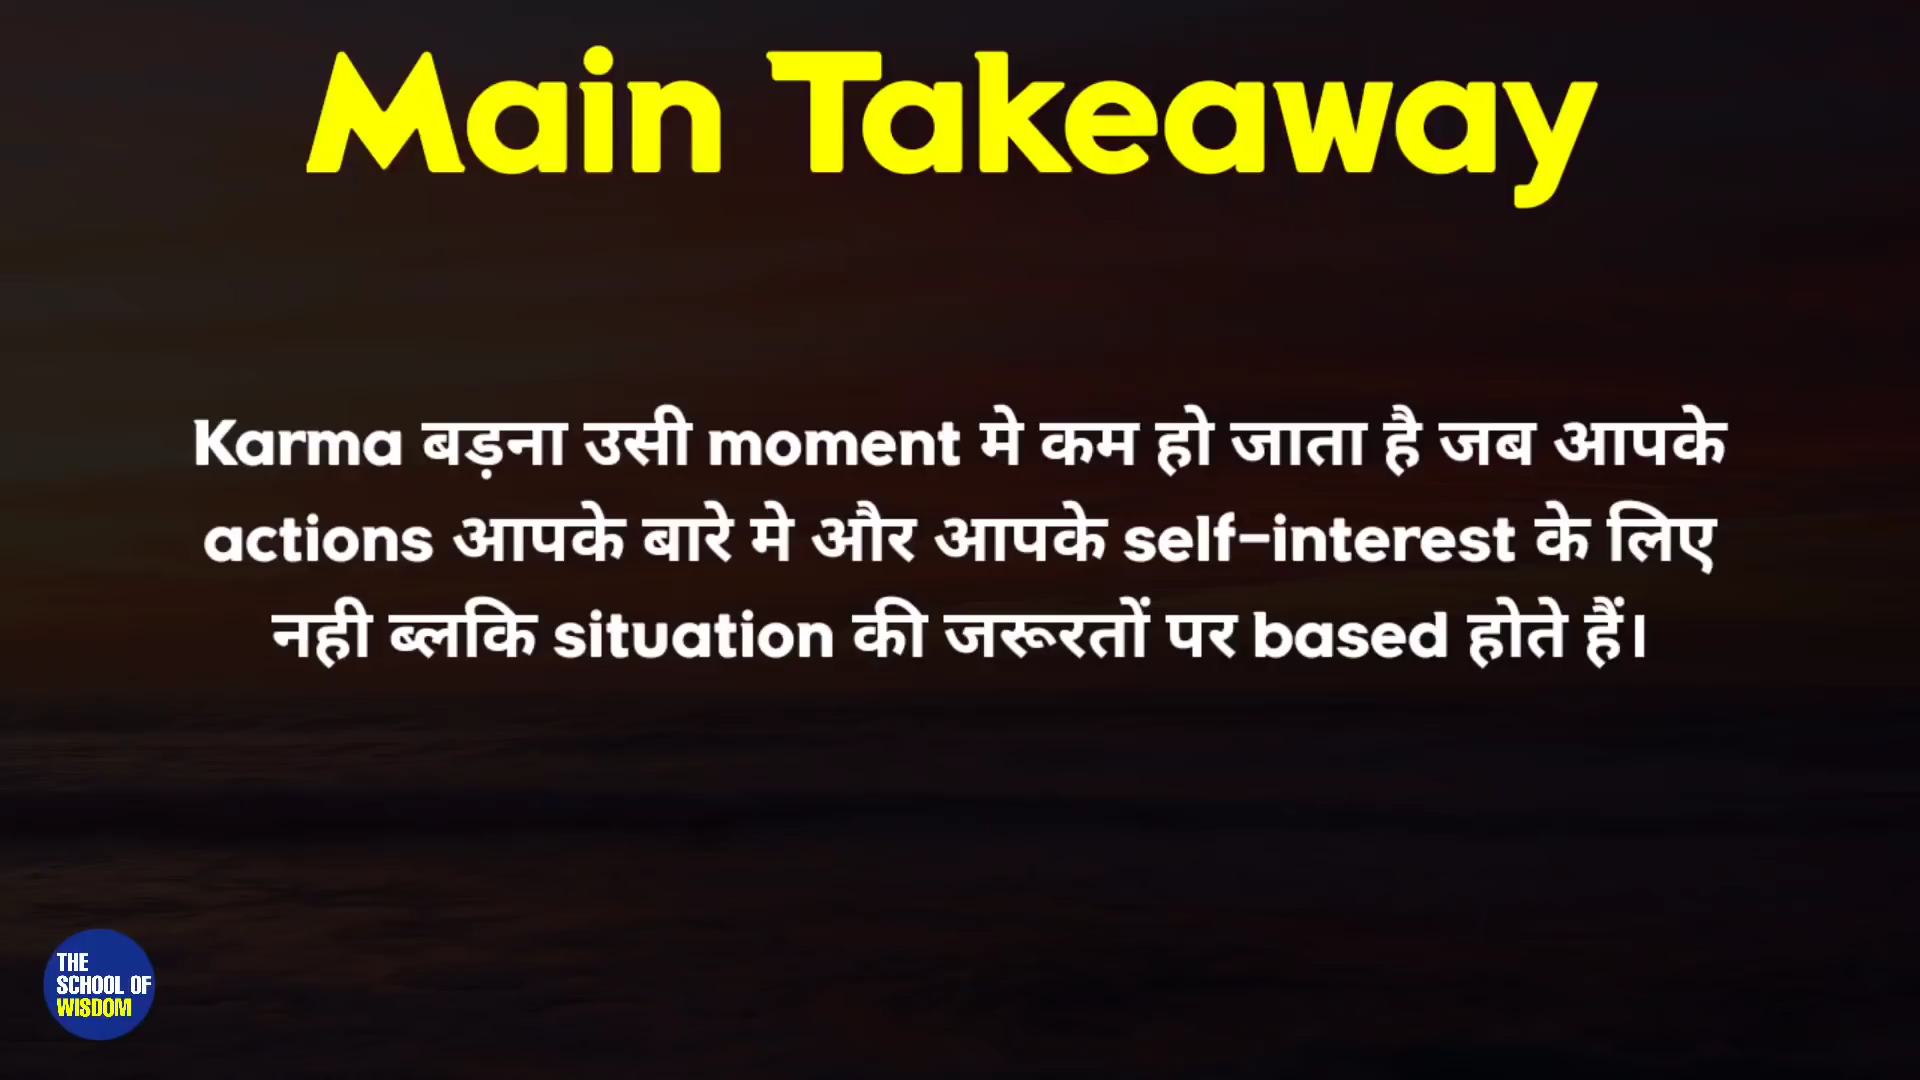 Main Takeaway
Karma बड़ना उसी moment मे कम हो जाता है जब आपके
actions आपके बारे मे और आपके self-interest के लिए
नही ब्लकि situation की जरूरतों पर based होते हैं।
THE
SCHOOL OF
WISDOM